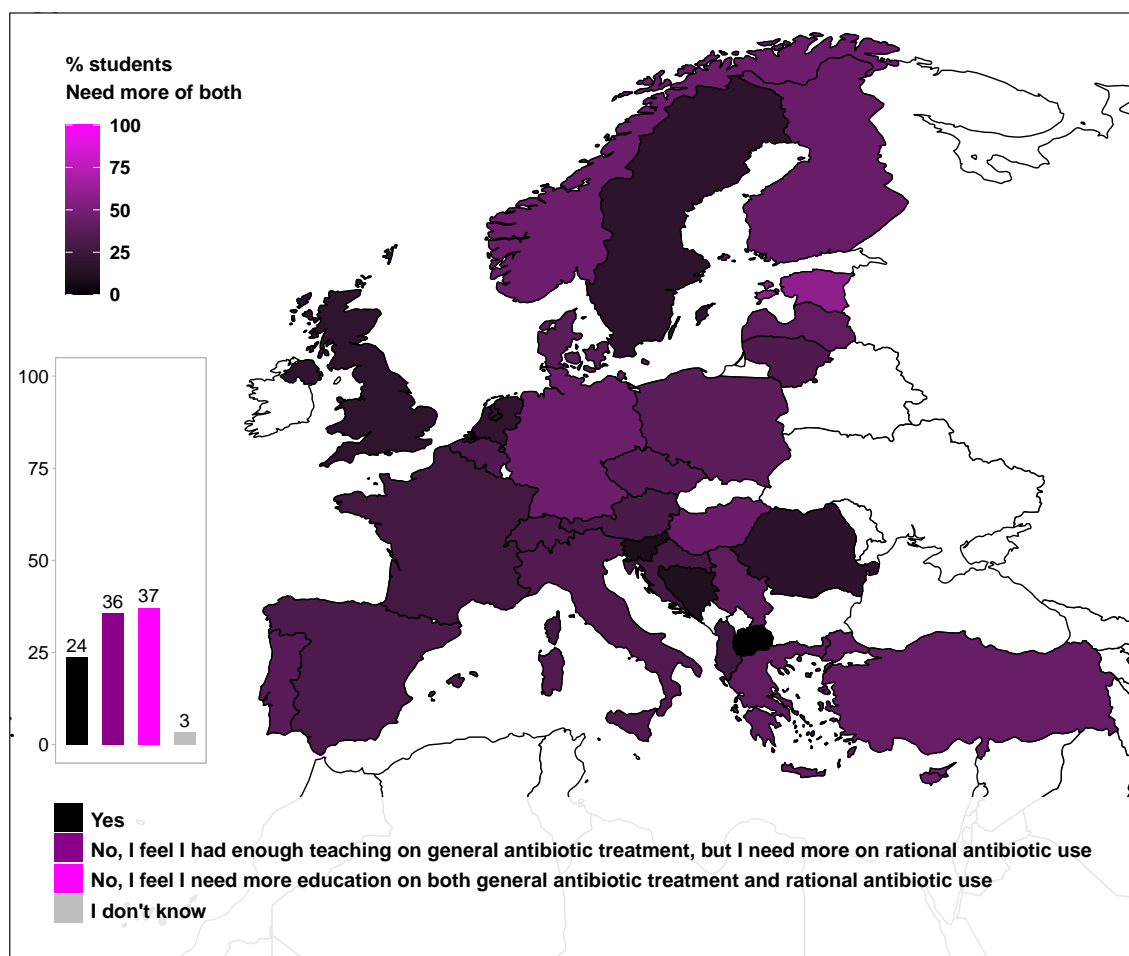 % students
Need more of both
100
75
50
25
0
100
75
50
25
0
24
36
37
3
Yes
No, I feel I had enough teaching on general antibiotic treatment, but I need more on rational antibiotic use
No, I feel I need more education on both general antibiotic treatment and rational antibiotic use
I don't know